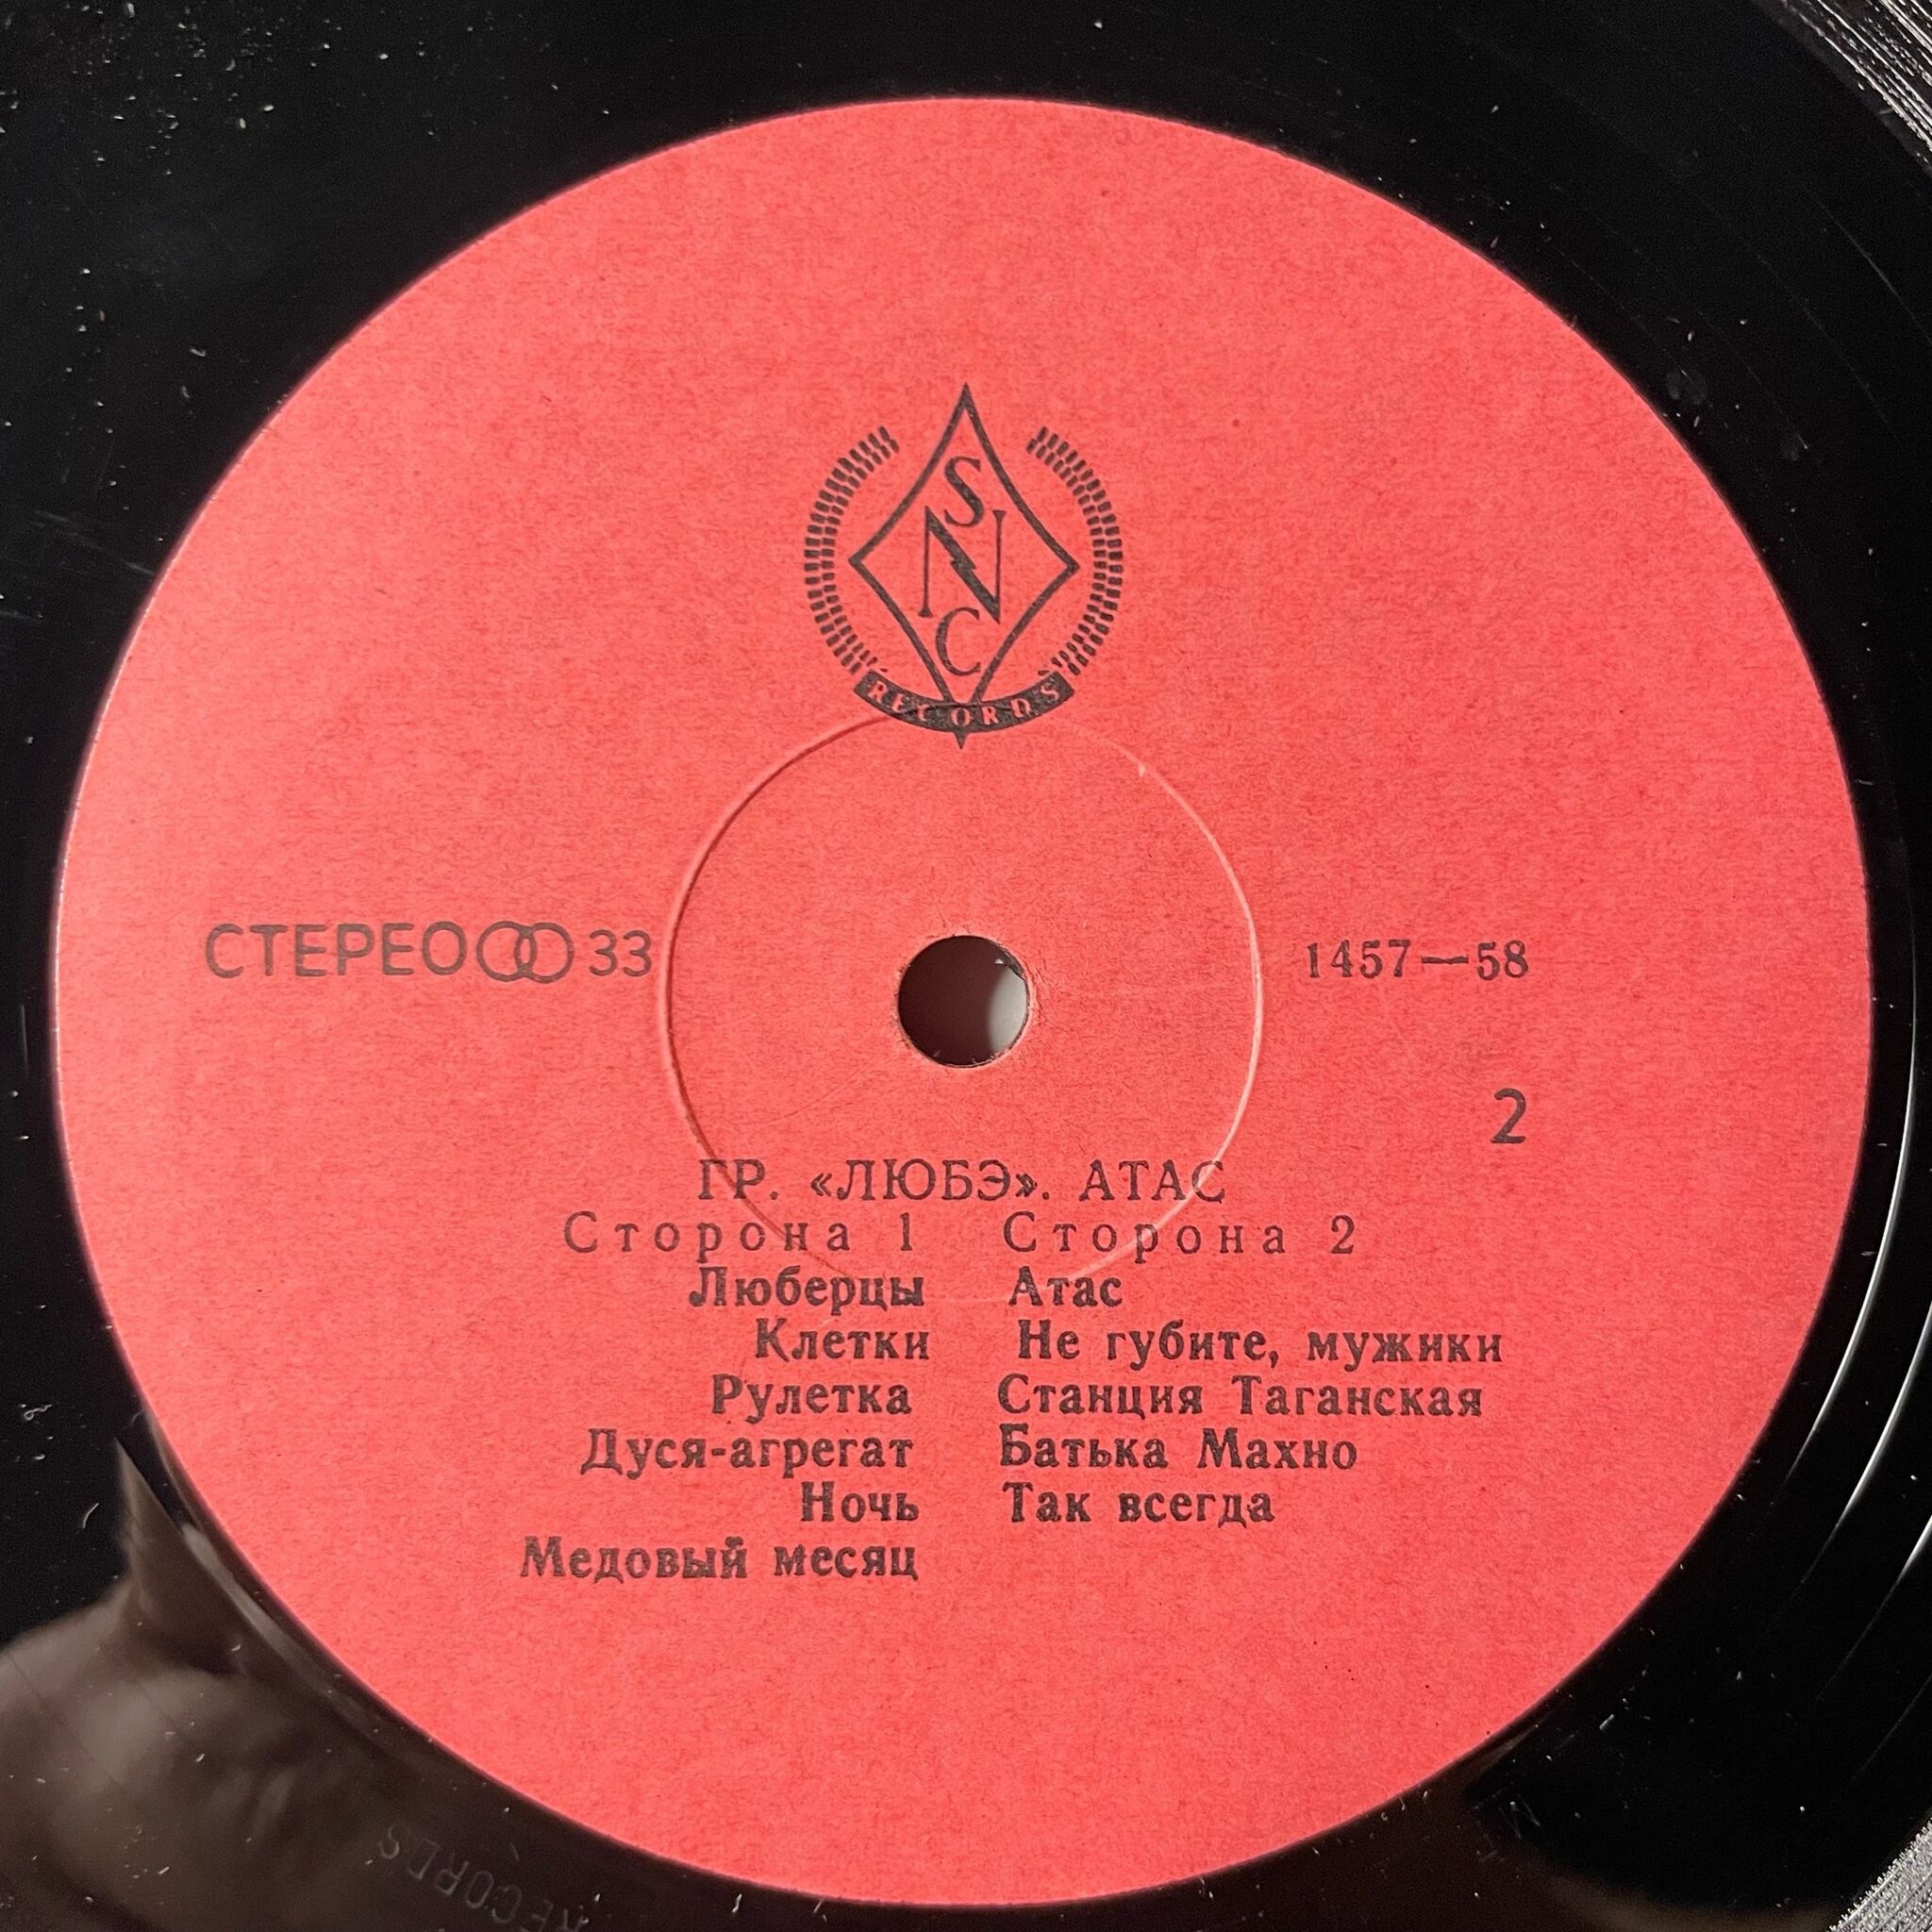 SNC
RECORDS
СТЕРЕО 33
1457—58
2
ГР. «ЛЮБЭ». АТАС
Сторона 1 Сторона 2
Люберцы Атас
Клетки Не губите, мужики
Рулетка Станция Таганская
Дуся-агрегат Батька Махно
Ночь Так всегда
Медовый месяц
RECORDS